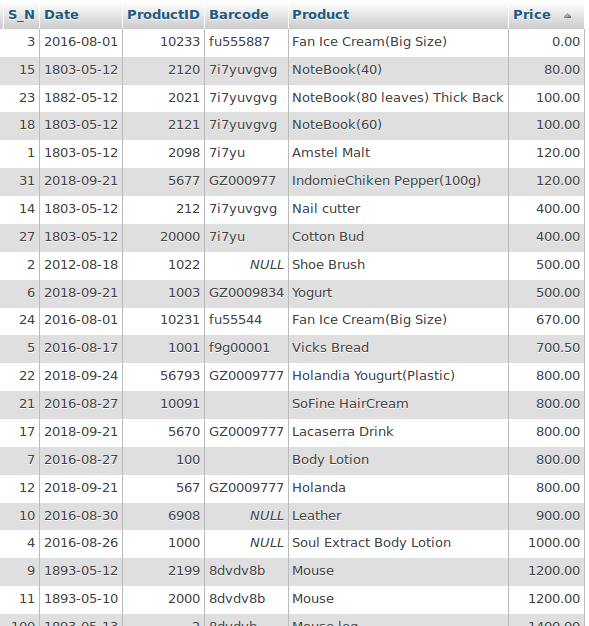 S_N Date ProductID Barcode Product Price
3 2016-08-01 10233 fu555887 Fan Ice Cream(Big Size) 0.00
15 1803-05-12 2120 7i7yuvgvg NoteBook(40) 80.00
23 1882-05-12 2021 7i7yuvgvg NoteBook(80 leaves) Thick Back 100.00
18 1803-05-12 2121 7i7yuvgvg NoteBook(60) 100.00
1 1803-05-12 2098 7i7yu Amstel Malt 120.00
31 2018-09-21 5677 GZ000977 IndomieChiken Pepper(100g) 120.00
14 1803-05-12 212 7i7yuvgvg Nail cutter 400.00
27 1803-05-12 20000 7i7yu Cotton Bud 400.00
2 2012-08-18 1022 NULL Shoe Brush 500.00
6 2018-09-21 1003 GZ0009834 Yogurt 500.00
24 2016-08-01 10231 fu55544 Fan Ice Cream(Big Size) 670.00
5 2016-08-17 1001 f9g00001 Vicks Bread 700.50
22 2018-09-24 56793 GZ0009777 Holandia Yougurt(Plastic) 800.00
21 2016-08-27 10091 SoFine HairCream 800.00
17 2018-09-21 5670 GZ0009777 Lacaserra Drink 800.00
7 2016-08-27 100 Body Lotion 800.00
12 2018-09-21 567 GZ0009777 Holanda 800.00
10 2016-08-30 6908 NULL Leather 900.00
4 2016-08-26 1000 NULL Soul Extract Body Lotion 1000.00
9 1893-05-12 2199 8dvdv8b Mouse 1200.00
11 1893-05-10 2000 8dvdv8b Mouse 1200.00
100 1893-05-13 2 8dvdvb Mouse leg 1400.00